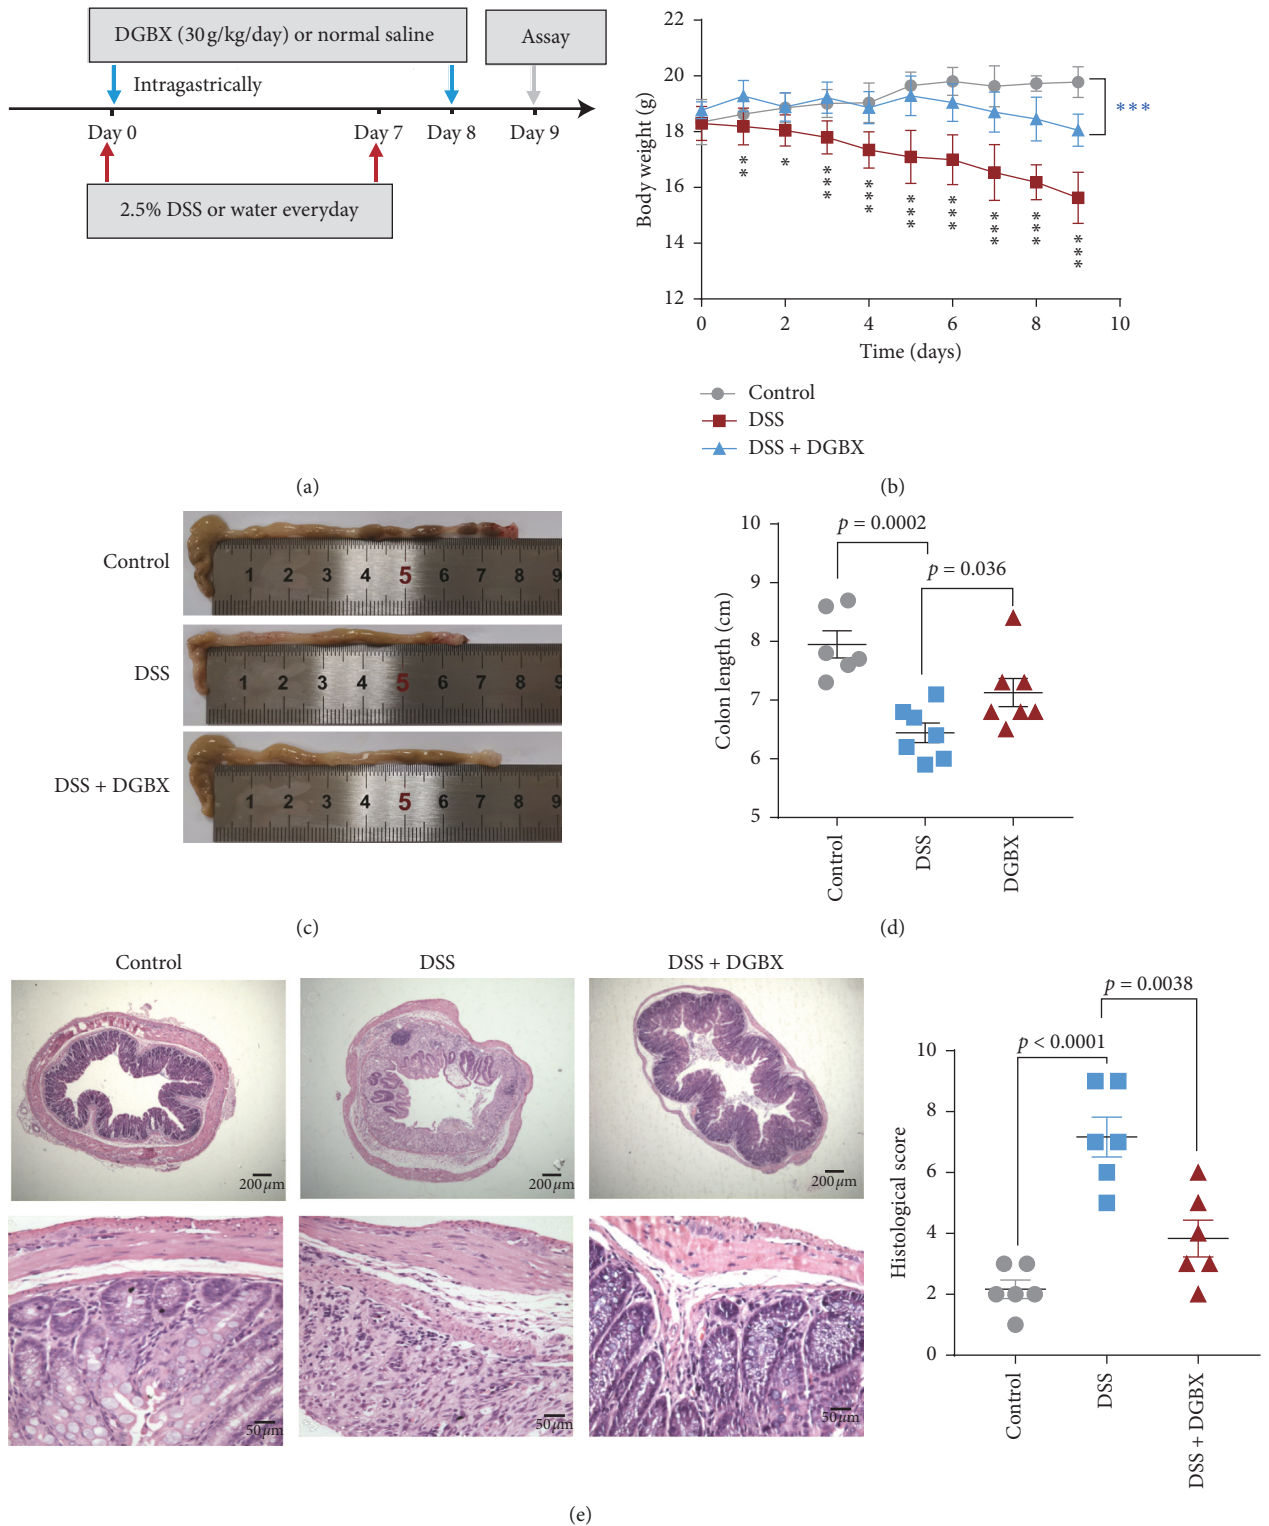 DGBX (30 g/kg/day) or normal saline
Assay
Intragastrically
Day 0
Day 7
Day 8
Day 9
2.5% DSS or water everyday
(a)
22
20
18
16
14
12
Body weight (g)
***
**
*
***
***
***
***
***
***
***
0
2
4
6
8
10
Time (days)
Control
DSS
DSS + DGBX
(b)
Control
1 2 3 4 5 6 7 8 9
DSS
1 2 3 4 5 6 7 8 9
DSS + DGBX
1 2 3 4 5 6 7 8 9
(c)
10
9
8
7
6
5
Colon length (cm)
p = 0.0002
p = 0.036
Control
DSS
DGBX
(d)
Control
DSS
DSS + DGBX
200 μm
200 μm
200 μm
50 μm
50 μm
50 μm
p = 0.0038
p < 0.0001
10
8
6
4
2
0
Histological score
Control
DSS
DSS + DGBX
(e)